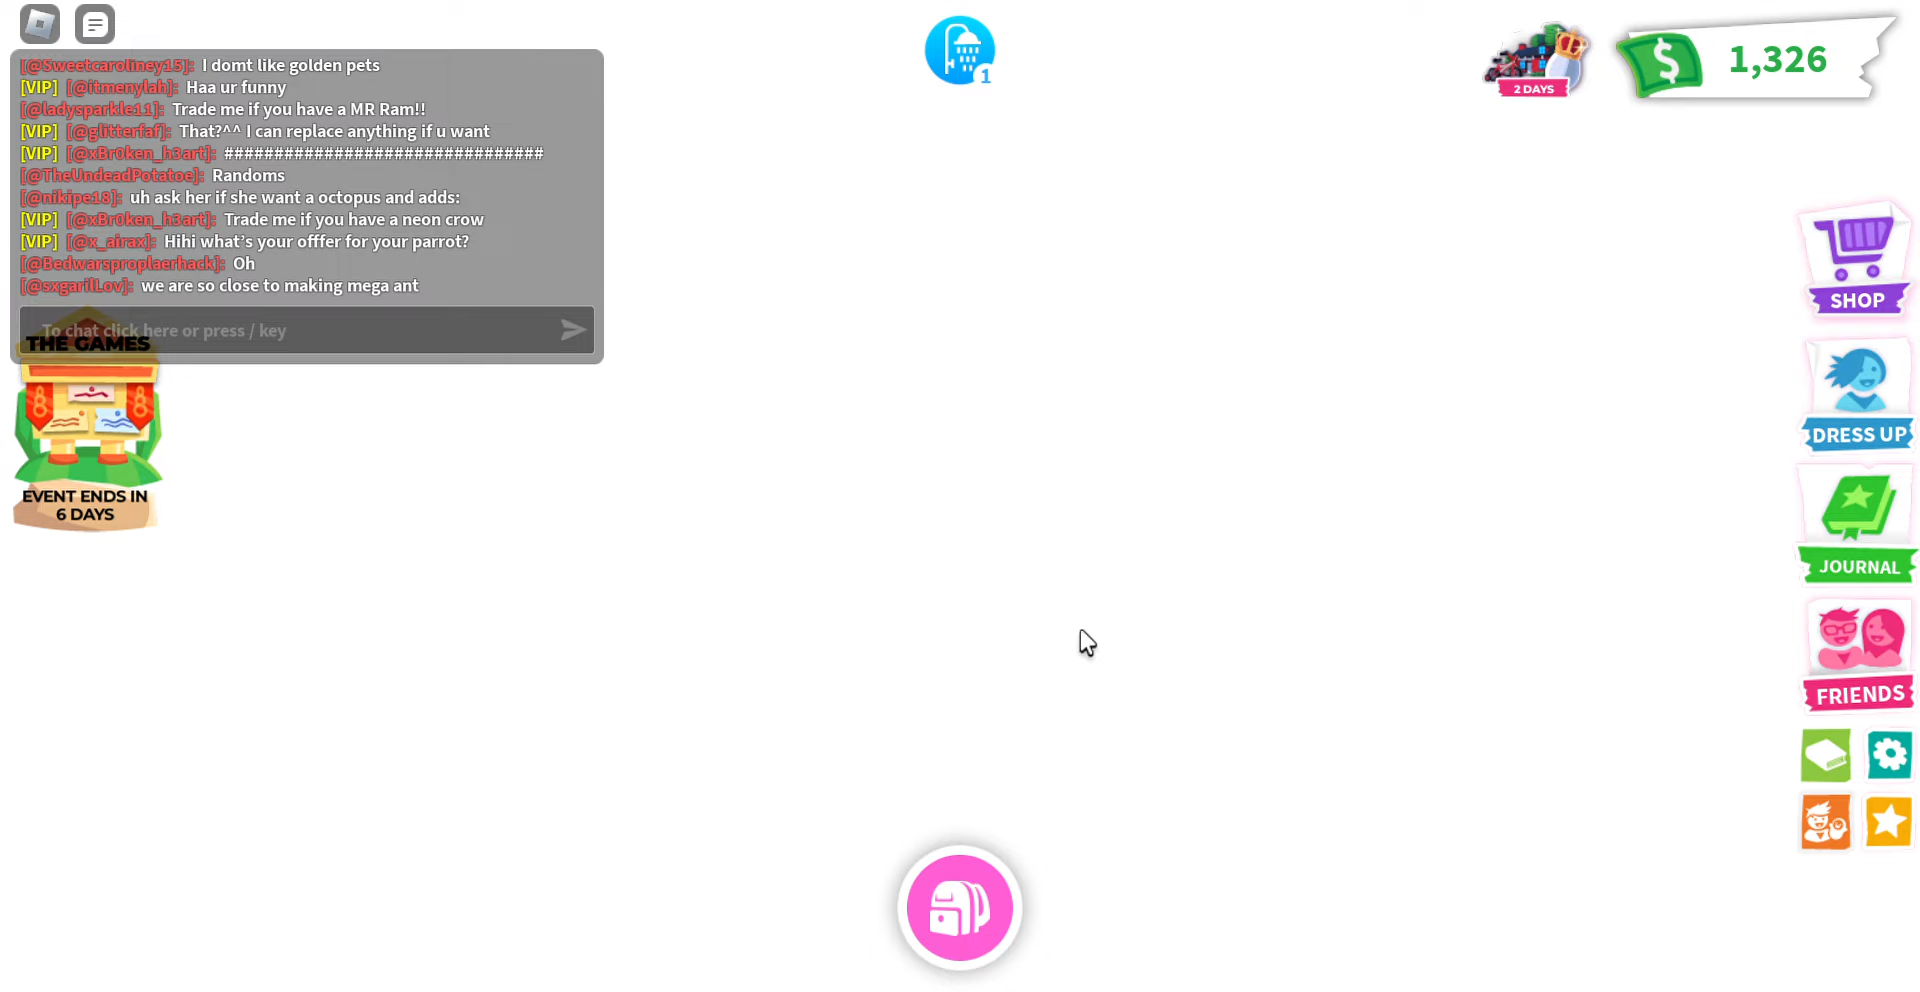 [@Sweetcaroliney15]: I domt like golden pets
[VIP] [@itmenylah]: Haa ur funny
[@ladysparkle11]: Trade me if you have a MR Ram!!
[VIP] [@glitterfaf]: That?^^ I can replace anything if u want
[VIP] [@xBr0ken_h3art]: ################################
[@TheUndeadPotatoe]: Randoms
[@nikipe18]: uh ask her if she want a octopus and adds:
[VIP] [@xBr0ken_h3art]: Trade me if you have a neon crow
[VIP] [@x_airax]: Hihi what's your offfer for your parrot?
[@Bedwarsproplaerhack]: Oh
[@sxgarilLov]: we are so close to making mega ant
To chat click here or press / key
THE GAMES
EVENT ENDS IN
6 DAYS
1
2 DAYS
$
1,326
SHOP
DRESS UP
JOURNAL
FRIENDS